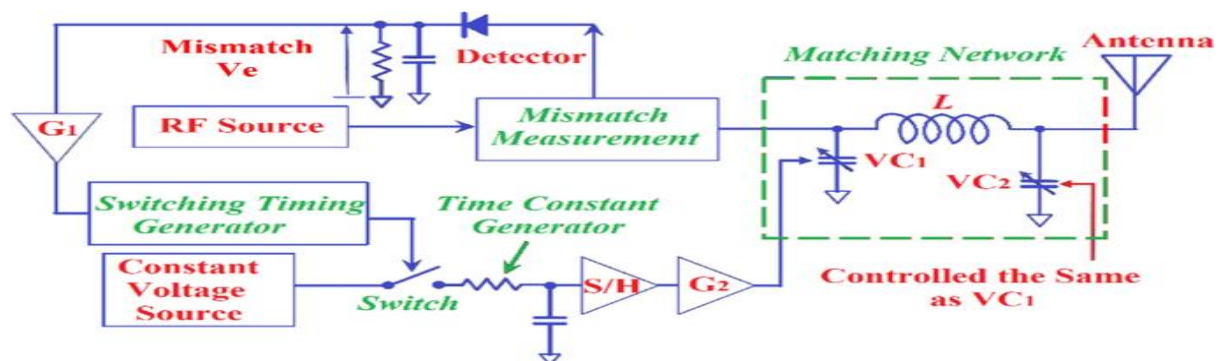 Mismatch
Ve
Detector
Antenna
Matching Network
L
G1
RF Source
Mismatch
Measurement
VC1
VC2
Switching Timing
Generator
Time Constant
Generator
Constant
Voltage
Source
Switch
S/H
G2
Controlled the Same
as VC1